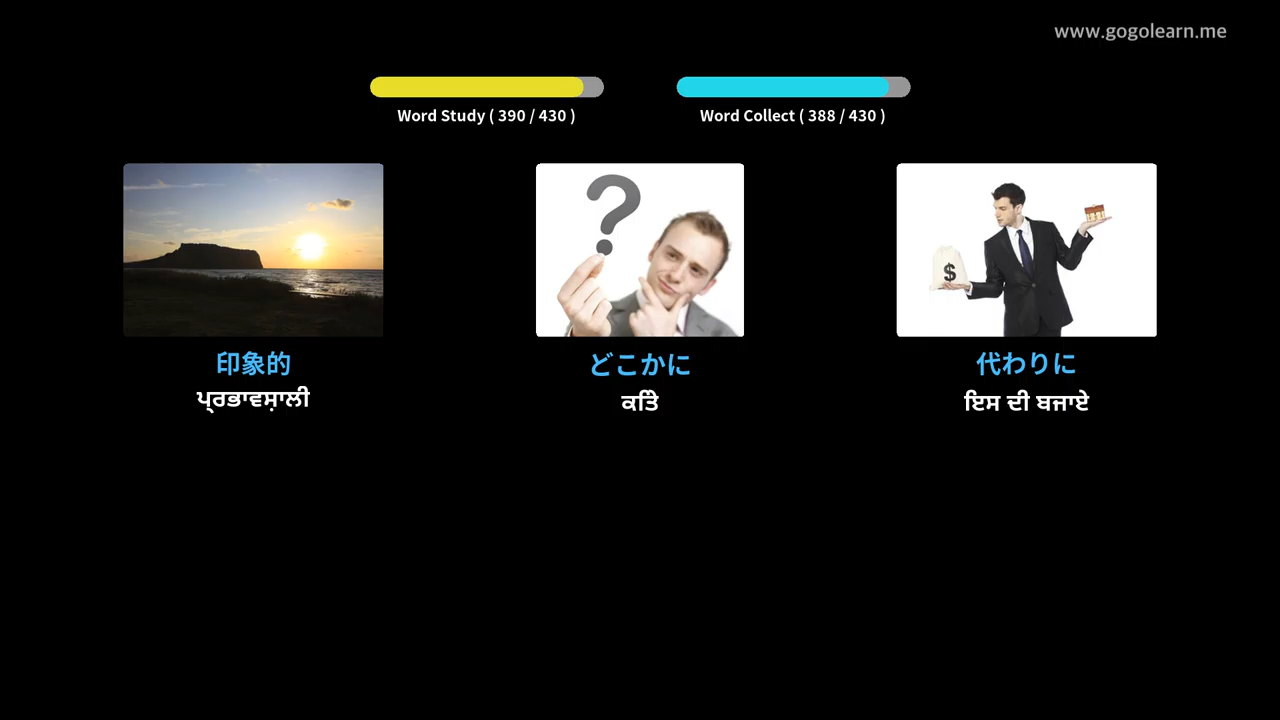 www.gogolearn.me
Word Study ( 390 / 430 )
Word Collect ( 388 / 430 )
$
印象的
どこかに
代わりに
ਪ੍ਰਭਾਵਸ਼ਾਲੀ
ਕਤਿੇ
ਇਸ ਦੀ ਬਜਾਏ